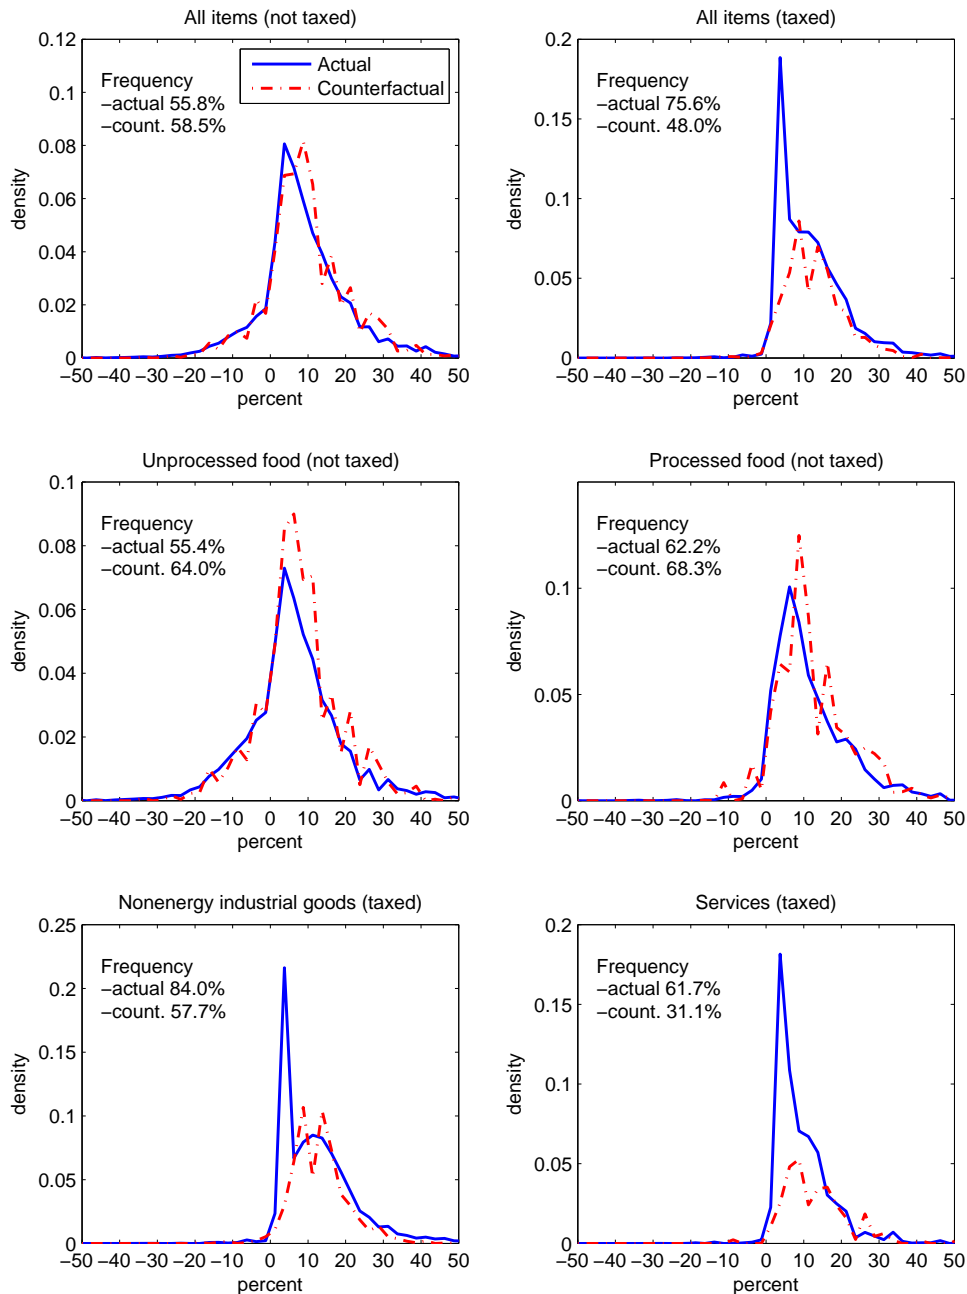 All items (not taxed)
0.12
0.1
0.08
0.06
0.04
0.02
0
density
Frequency
−actual 55.8%
−count. 58.5%
Actual
Counterfactual
−50 −40 −30 −20 −10 0 10 20 30 40 50
percent
All items (taxed)
0.2
0.15
0.1
0.05
0
density
Frequency
−actual 75.6%
−count. 48.0%
−50 −40 −30 −20 −10 0 10 20 30 40 50
percent
Unprocessed food (not taxed)
0.1
0.08
0.06
0.04
0.02
0
density
Frequency
−actual 55.4%
−count. 64.0%
−50 −40 −30 −20 −10 0 10 20 30 40 50
percent
Processed food (not taxed)
0.1
0.05
0
density
Frequency
−actual 62.2%
−count. 68.3%
−50 −40 −30 −20 −10 0 10 20 30 40 50
percent
Nonenergy industrial goods (taxed)
0.25
0.2
0.15
0.1
0.05
0
density
Frequency
−actual 84.0%
−count. 57.7%
−50 −40 −30 −20 −10 0 10 20 30 40 50
percent
Services (taxed)
0.2
0.15
0.1
0.05
0
density
Frequency
−actual 61.7%
−count. 31.1%
−50 −40 −30 −20 −10 0 10 20 30 40 50
percent